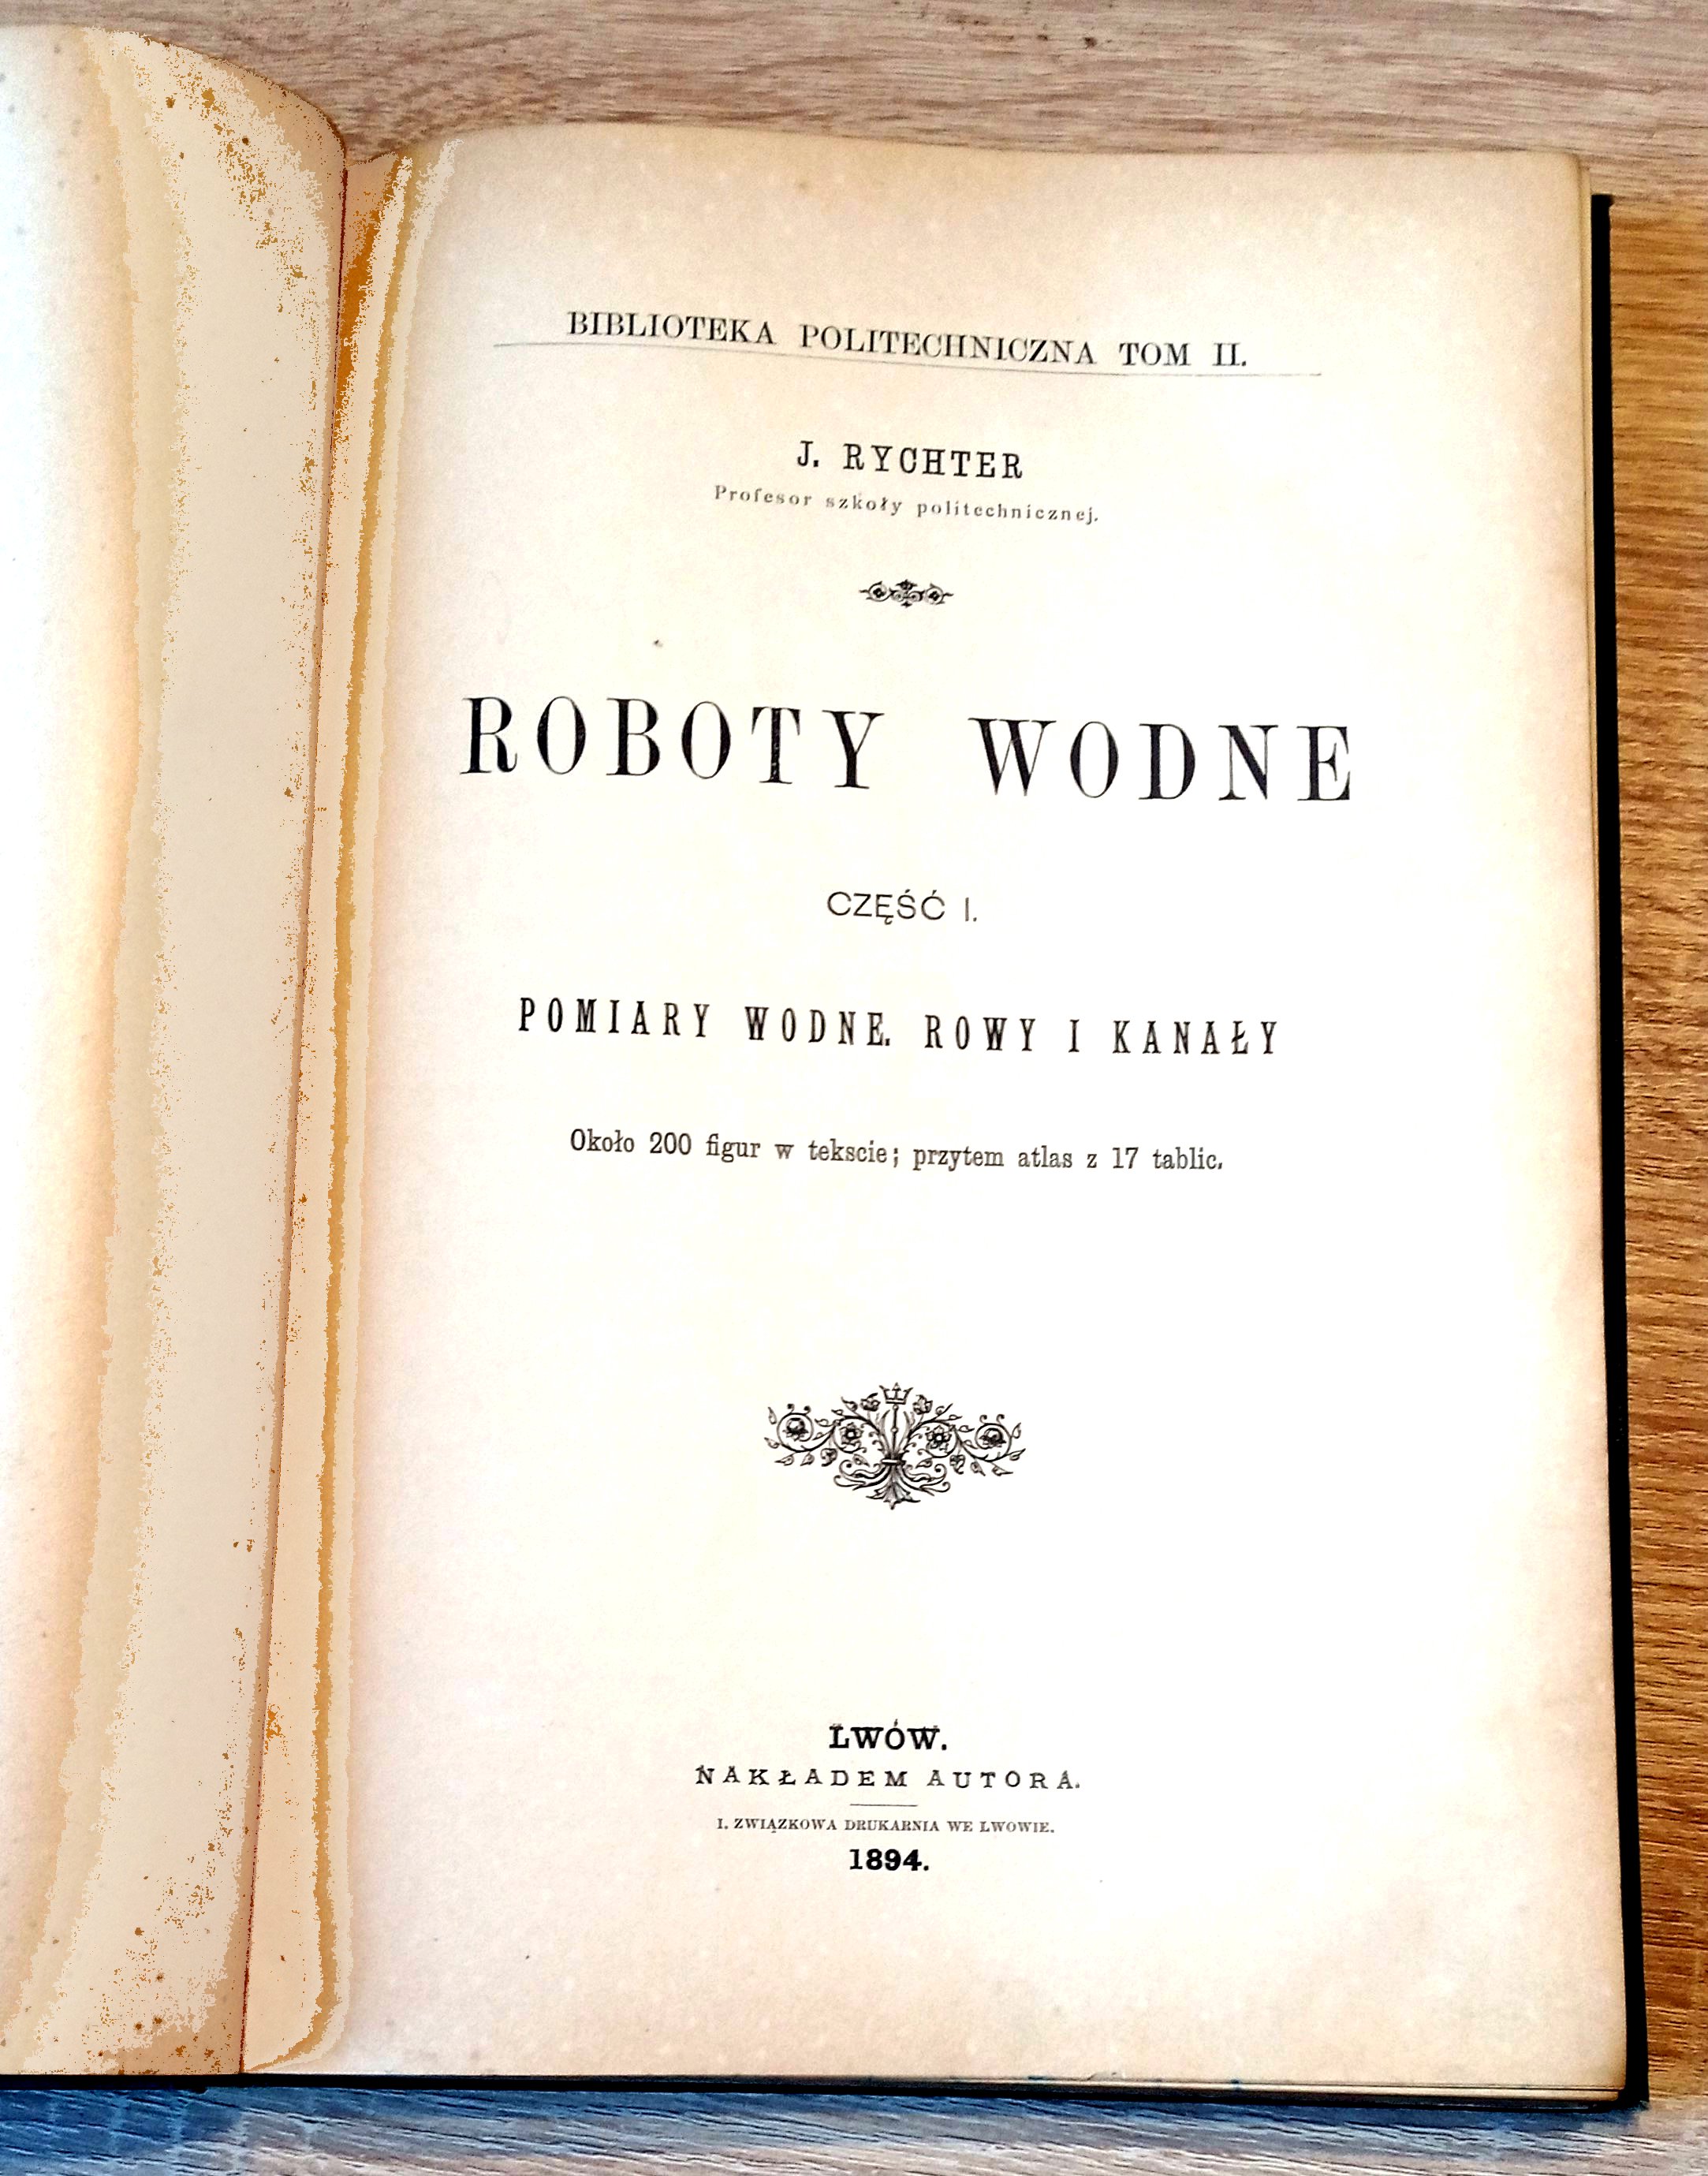 BIBLIOTEKA POLITECHNICZNA TOM II.
J. RYCHTER
Profesor szkoły politechnicznej.
ROBOTY WODNE
CZĘŚĆ I.
POMIARY WODNE. ROWY I KANAŁY
Około 200 figur w tekscie; przytem atlas z 17 tablic.
LWÓW.
NAKŁADEM AUTORA.
I. ZWIĄZKOWA DRUKARNIA WE LWOWIE.
1894.